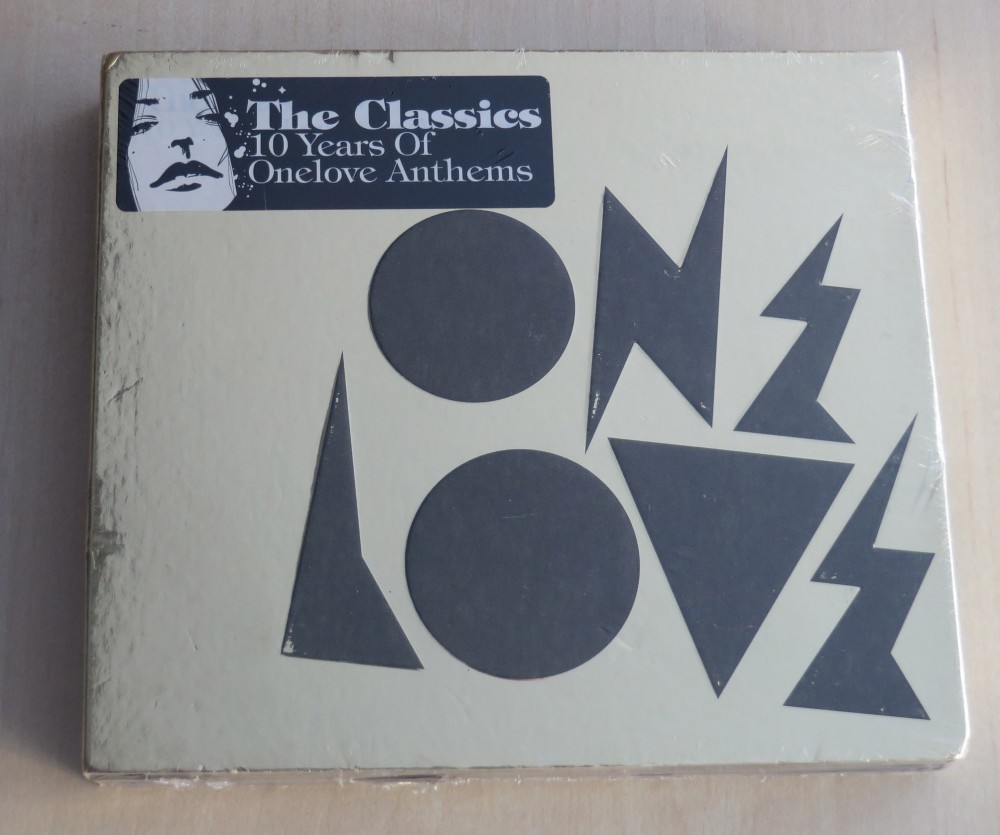 The Classics
10 Years Of
Onelove Anthems
ONE
LOVE